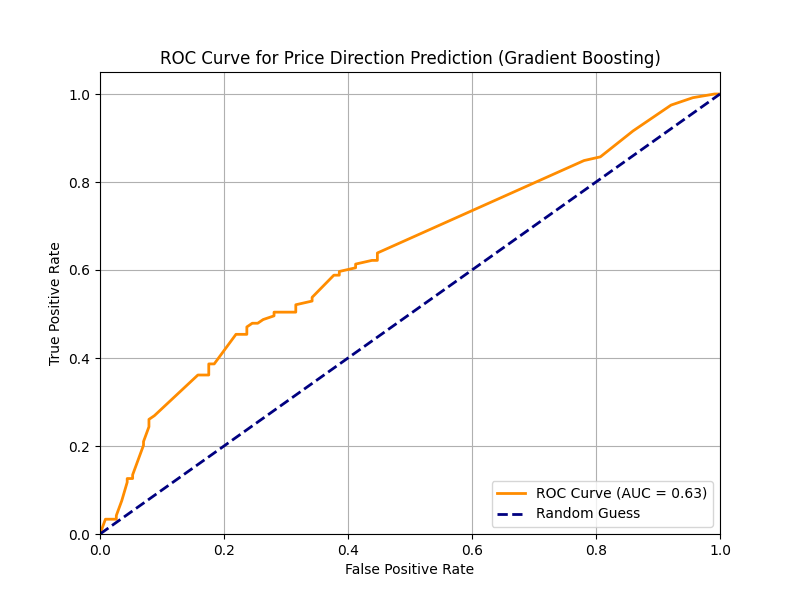 ROC Curve for Price Direction Prediction (Gradient Boosting)
1.0
0.8
0.6
0.4
0.2
0.0
True Positive Rate
0.0 0.2 0.4 0.6 0.8 1.0
False Positive Rate
ROC Curve (AUC = 0.63)
Random Guess